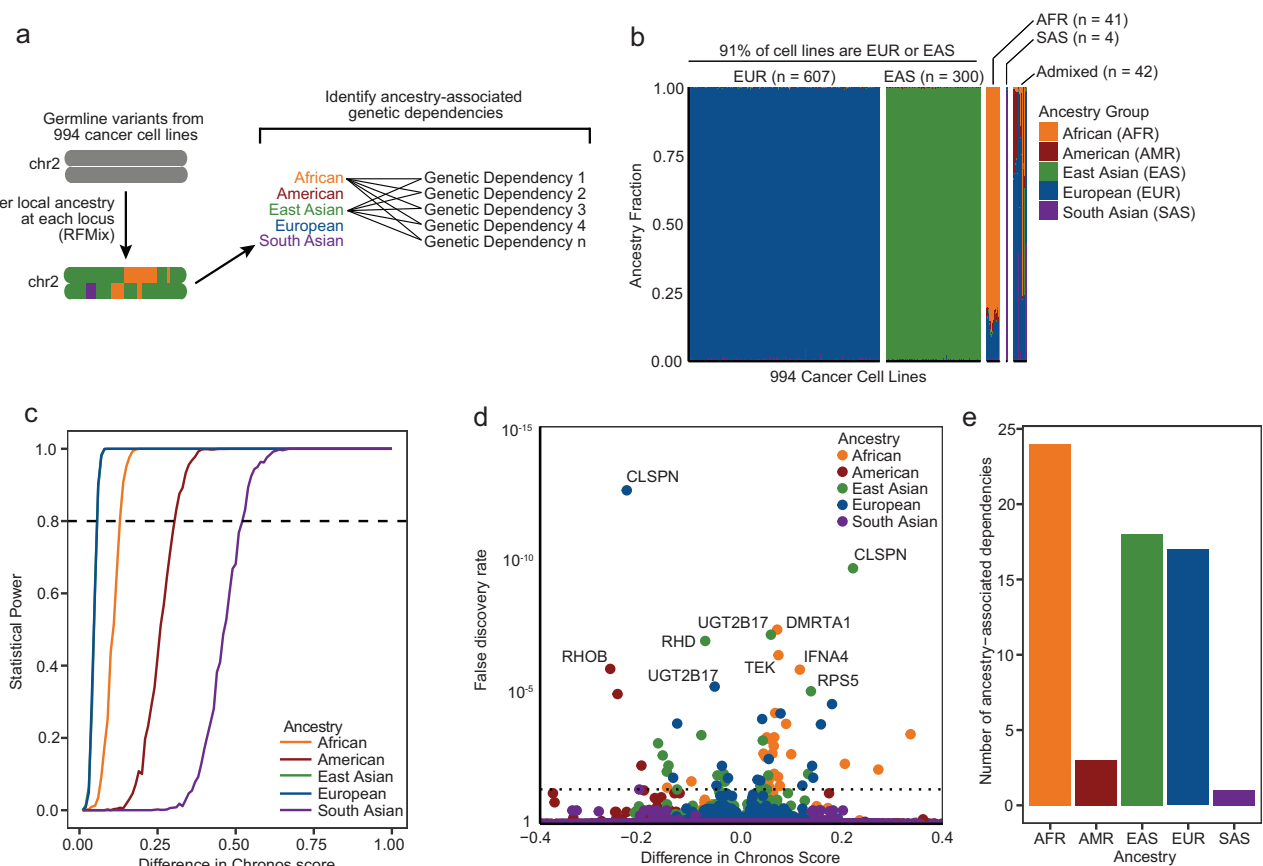 a
Germline variants from
994 cancer cell lines
chr2
er local ancestry
at each locus
(RFMix)
chr2
Identify ancestry-associated
genetic dependencies
African
American
East Asian
European
South Asian
Genetic Dependency 1
Genetic Dependency 2
Genetic Dependency 3
Genetic Dependency 4
Genetic Dependency n
b
91% of cell lines are EUR or EAS
EUR (n = 607)
EAS (n = 300)
AFR (n = 41)
SAS (n = 4)
Admixed (n = 42)
1.00
0.75
0.50
0.25
0.00
Ancestry Fraction
994 Cancer Cell Lines
Ancestry Group
African (AFR)
American (AMR)
East Asian (EAS)
European (EUR)
South Asian (SAS)
c
1.0
0.8
0.6
0.4
0.2
0.0
Statistical Power
Ancestry
African
American
East Asian
European
South Asian
0.00
0.25
0.50
0.75
1.00
Difference in Chronos score
d
10-15
10-10
10-5
1
False discovery rate
Ancestry
African
American
East Asian
European
South Asian
CLSPN
CLSPN
UGT2B17
DMRTA1
RHD
RHOB
TEK
IFNA4
UGT2B17
RPS5
−0.4
−0.2
0.0
0.2
0.4
Difference in Chronos Score
e
25
20
15
10
5
0
Number of ancestry−associated dependencies
AFR
AMR
EAS
EUR
SAS
Ancestry